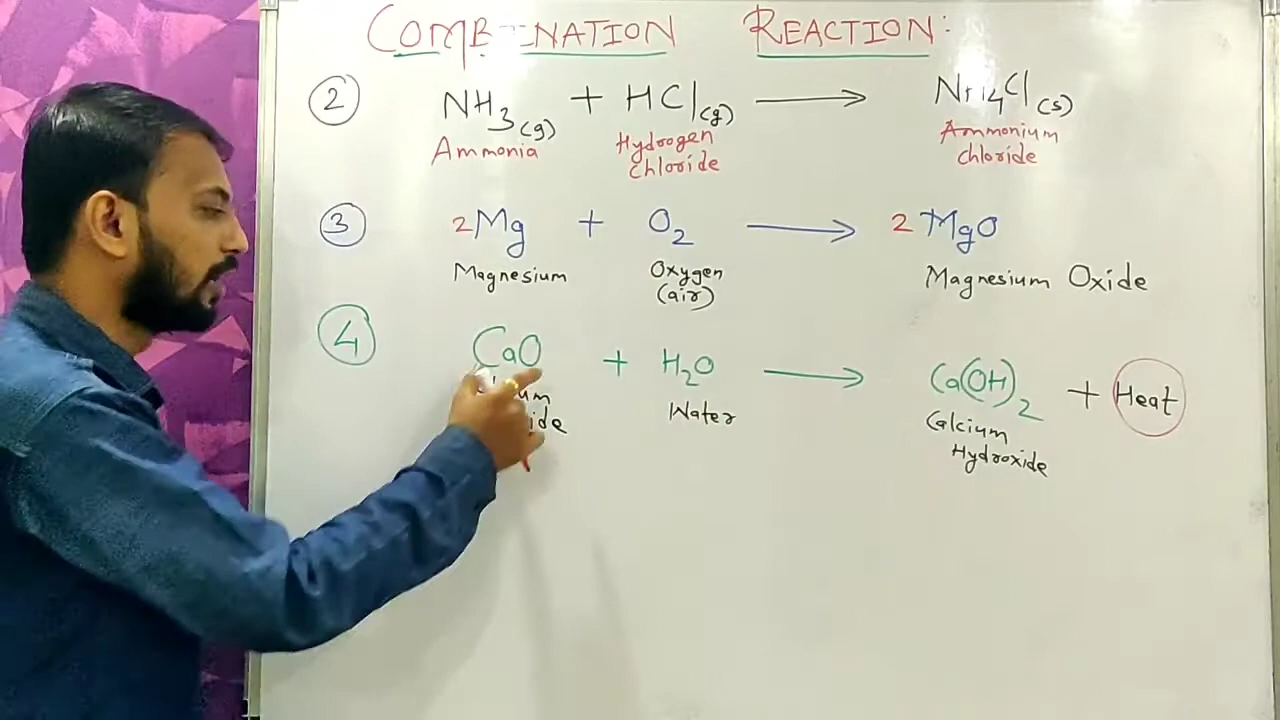 COMBINATION REACTION:
② NH₃(g) + HCl(g) ⟶ NH₄Cl(s)
Ammonia Hydrogen Chloride Ammonium chloride
③ 2Mg + O₂ ⟶ 2MgO
Magnesium Oxygen (air) Magnesium Oxide
④ CaO + H₂O ⟶ Ca(OH)₂ + Heat
Water Calcium Hydroxide